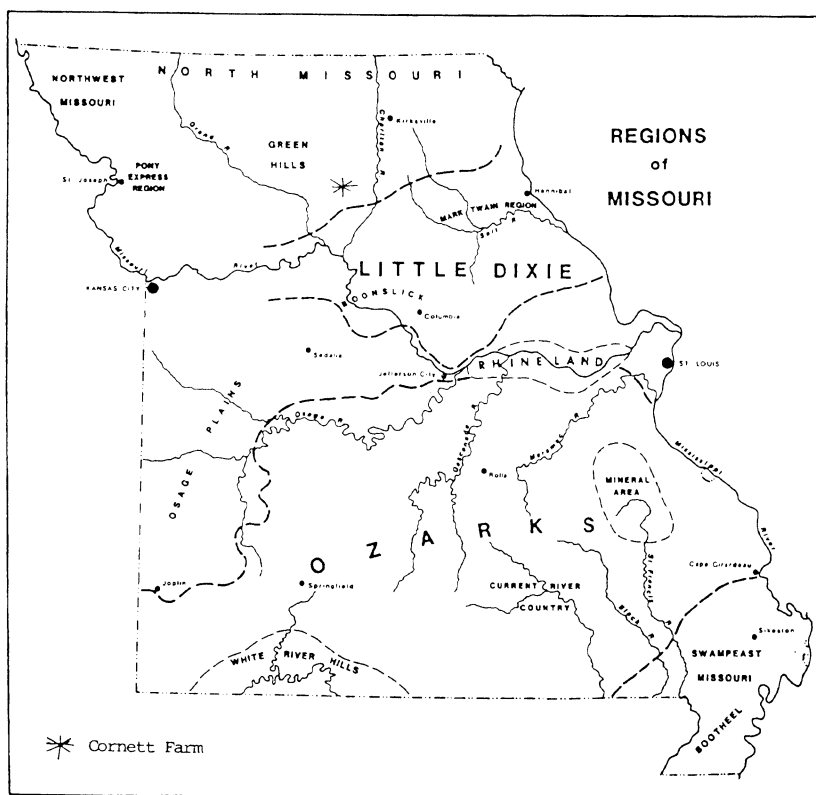 NORTH MISSOURI
NORTHWEST
MISSOURI
Grand R
Chariton R
Kirksville
REGIONS
of
MISSOURI
GREEN
HILLS
St. Joseph
PONY
EXPRESS
REGION
Hannibal
MARK TWAIN REGION
Salt R
Missouri River
LITTLE DIXIE
KANSAS CITY
BOONSLICK
Columbia
Sedalia
Jefferson City
RHINELAND
ST. LOUIS
OSAGE PLAINS
Osage R
Gasconade R
Meramec R
Mississippi River
Rolla
MINERAL
AREA
OZARKS
St. Francis R
Cape Girardeau
Joplin
Springfield
CURRENT RIVER
COUNTRY
Black R
Sikeston
WHITE RIVER HILLS
SWAMPEAST
MISSOURI
BOOTHEEL
Cornett Farm